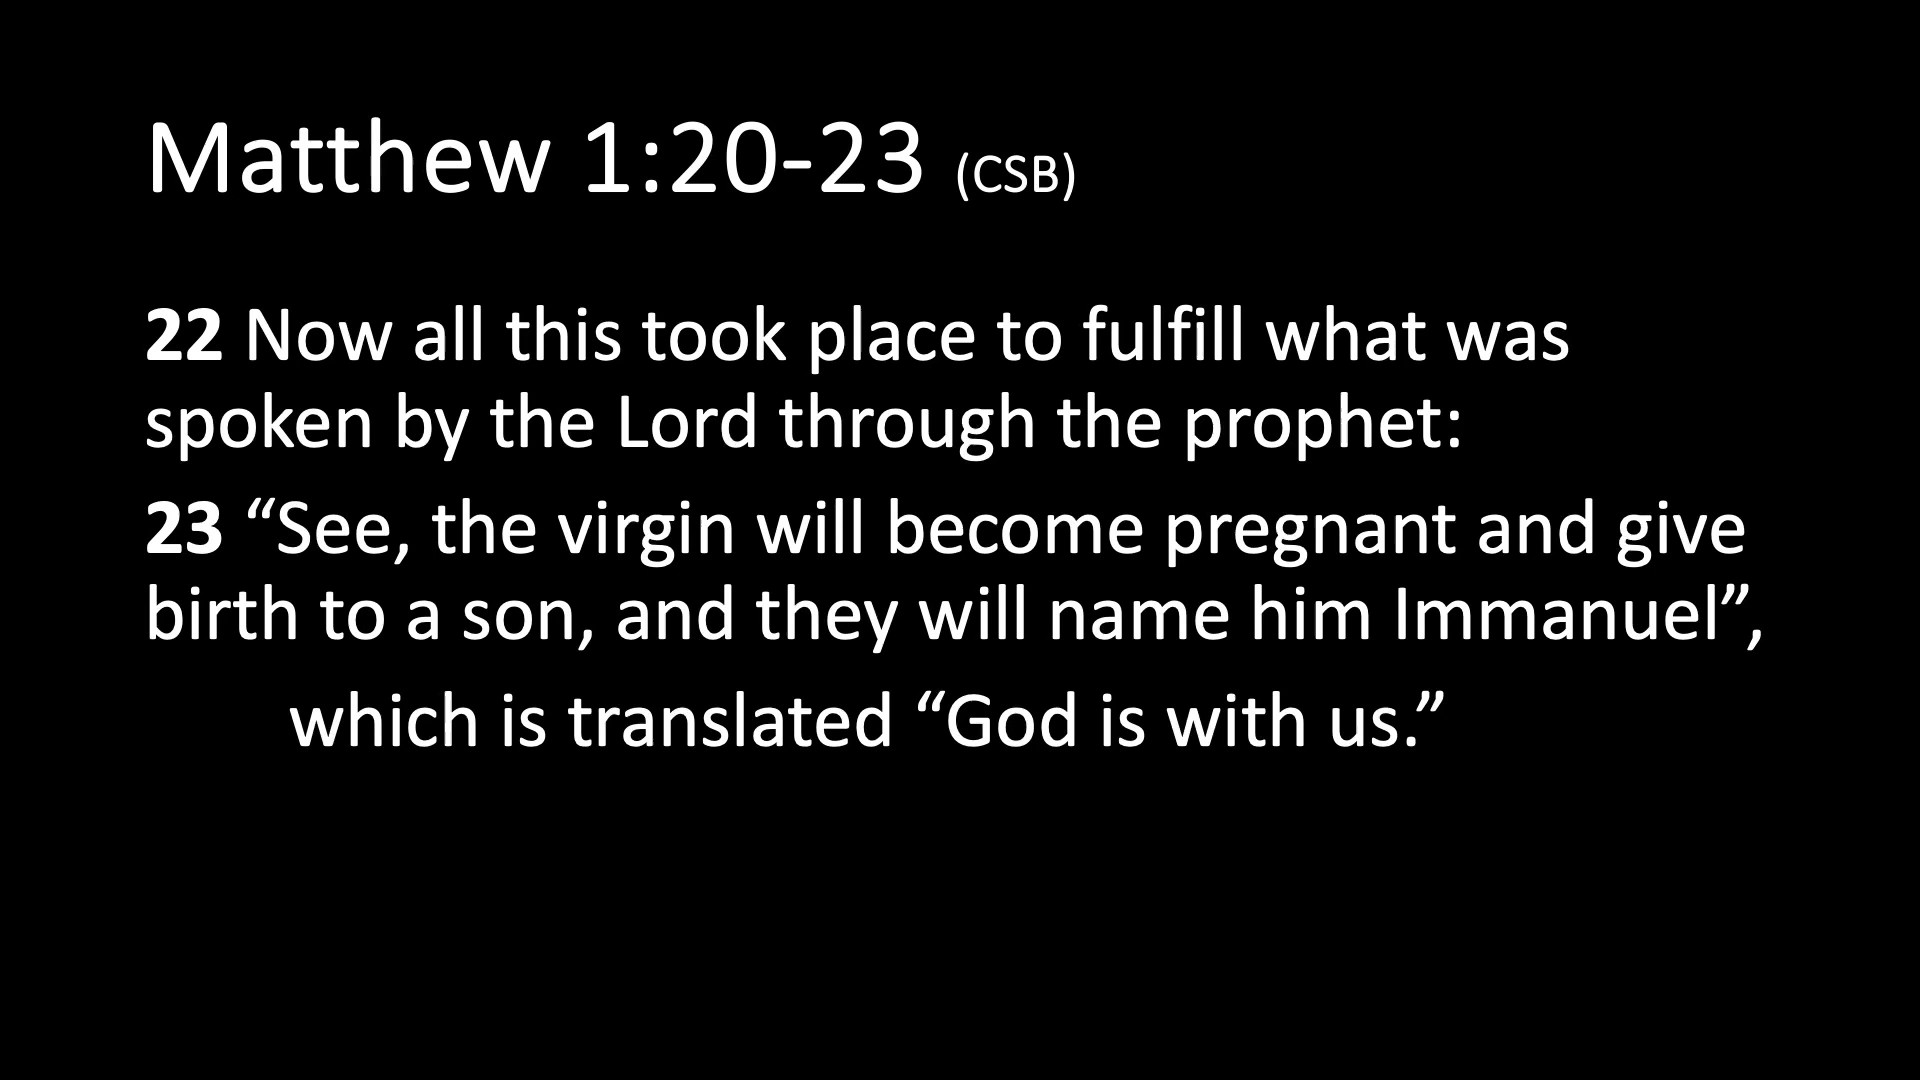 Matthew 1:20-23 (CSB)
22 Now all this took place to fulfill what was
spoken by the Lord through the prophet:
23 “See, the virgin will become pregnant and give
birth to a son, and they will name him Immanuel”,
which is translated “God is with us.”